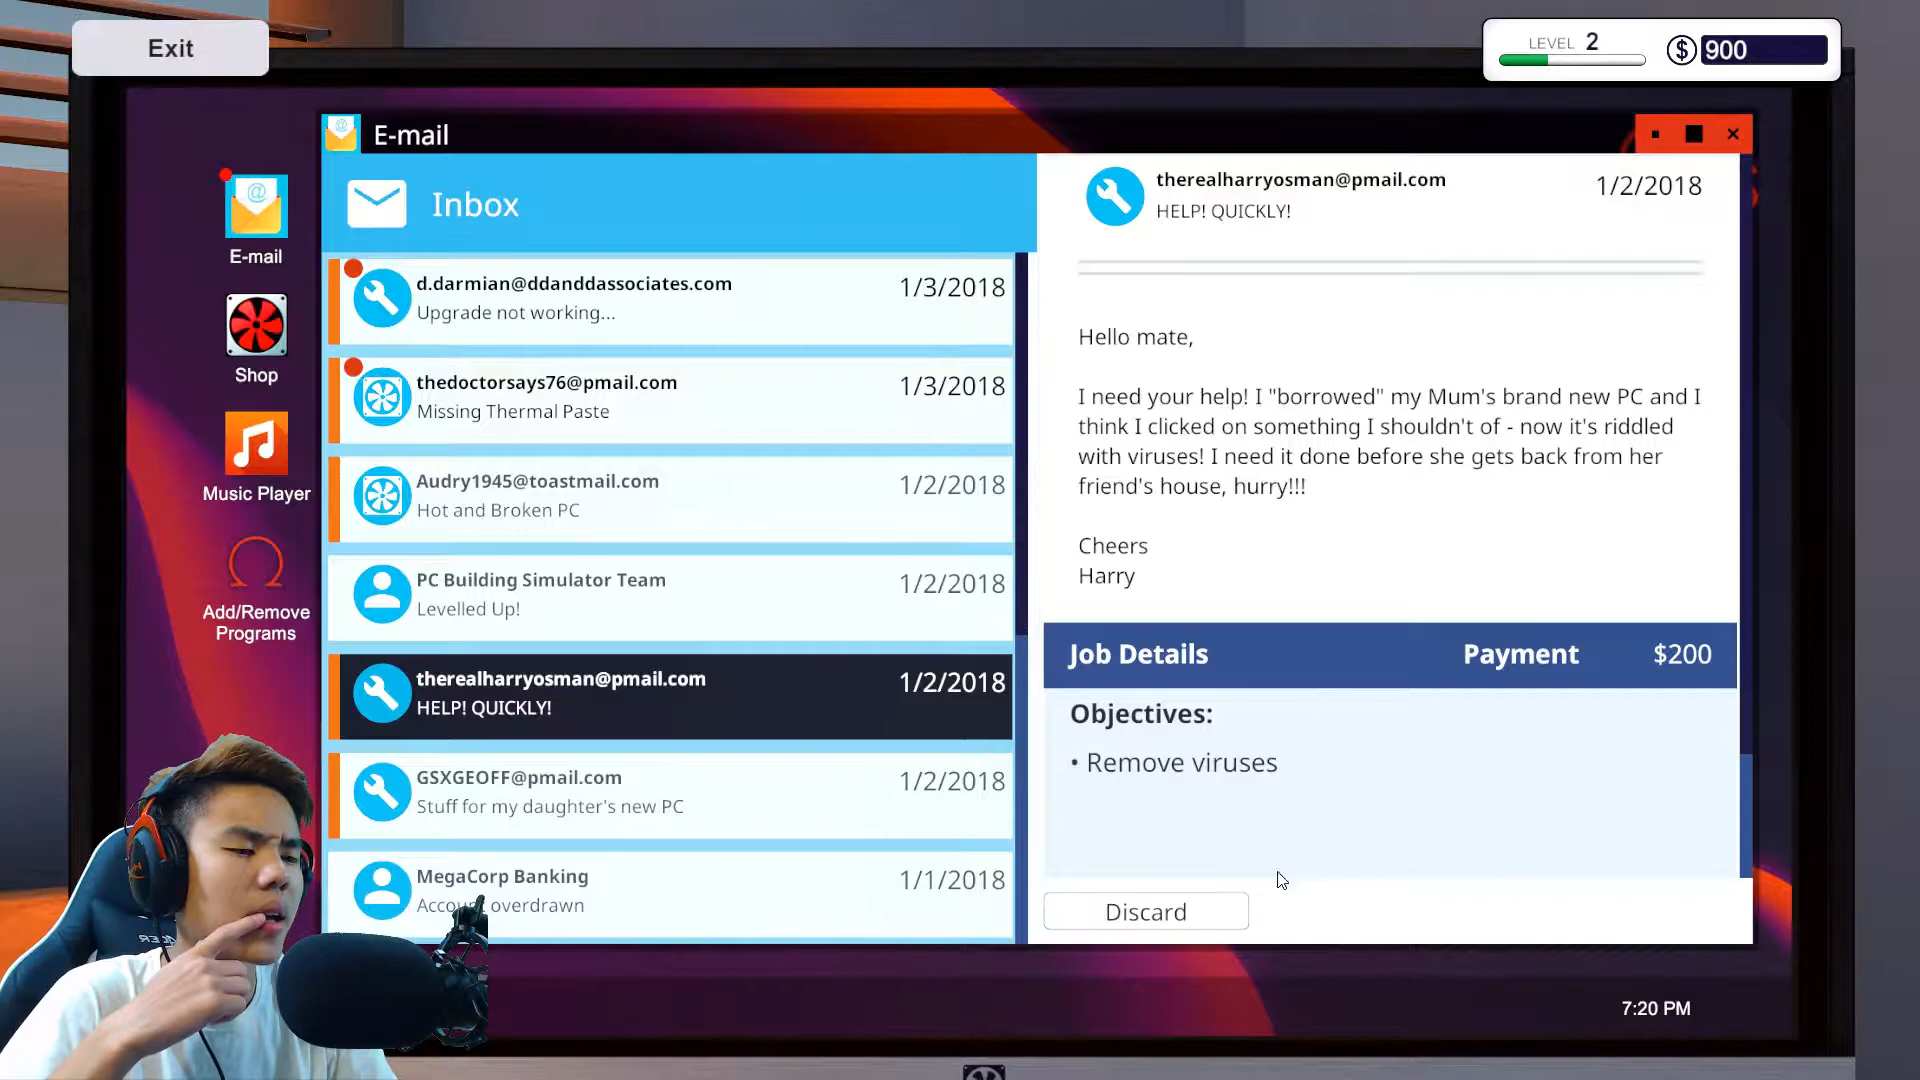 Exit
LEVEL 2
$ 900
E-mail
E-mail
Shop
Music Player
Add/Remove
Programs
Inbox
d.darmian@ddanddassociates.com 1/3/2018
Upgrade not working...
thedoctorsays76@pmail.com 1/3/2018
Missing Thermal Paste
Audry1945@toastmail.com 1/2/2018
Hot and Broken PC
PC Building Simulator Team 1/2/2018
Levelled Up!
therealharryosman@pmail.com 1/2/2018
HELP! QUICKLY!
GSXGEOFF@pmail.com 1/2/2018
Stuff for my daughter's new PC
MegaCorp Banking 1/1/2018
Account overdrawn
therealharryosman@pmail.com 1/2/2018
HELP! QUICKLY!
Hello mate,
I need your help! I "borrowed" my Mum's brand new PC and I
think I clicked on something I shouldn't of - now it's riddled
with viruses! I need it done before she gets back from her
friend's house, hurry!!!
Cheers
Harry
Job Details Payment $200
Objectives:
• Remove viruses
Discard
7:20 PM